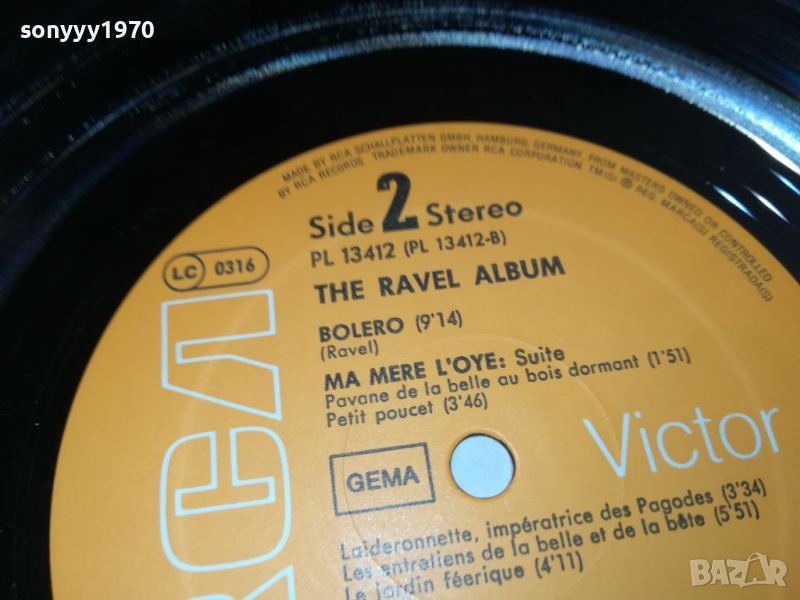 sonyyy1970
MADE BY RCA SCHALLPLATTEN GMBH, HAMBURG, GERMANY, FROM MASTERS OWNED OR CONTROLLED
BY RCA RECORDS TRADEMARK OWNER RCA CORPORATION TM(S) ® REG. MARCA(S) REGISTRADA(S)
Side 2 Stereo
PL 13412 (PL 13412-B)
LC 0316
THE RAVEL ALBUM
BOLERO (9'14)
(Ravel)
MA MERE L'OYE: Suite
Pavane de la belle au bois dormant (1'51)
Petit poucet (3'46)
GEMA
Victor
RCA
Laideronnette, impératrice des Pagodes (3'34)
Les entretiens de la belle et de la bête (5'51)
Le jardin féerique (4'11)
BAZAR